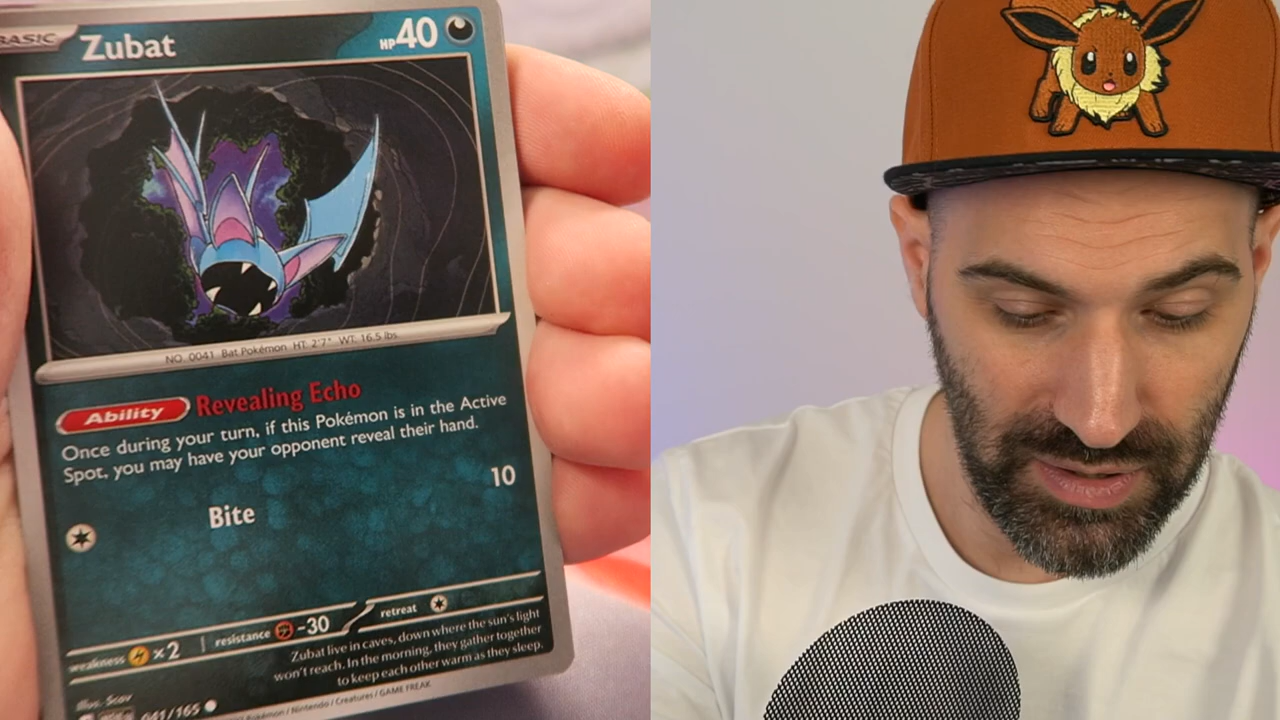 BASIC Zubat HP 40
NO. 0041 Bat Pokémon HT: 2'7" WT: 16.5 lbs.
Ability Revealing Echo
Once during your turn, if this Pokémon is in the Active
Spot, you may have your opponent reveal their hand.
Bite 10
weakness ×2 resistance -30 retreat
Zubat live in caves, down where the sun's light
won't reach. In the morning, they gather together
to keep each other warm as they sleep.
Illus. Scav
041/165
Pokémon / Nintendo / Creatures / GAME FREAK